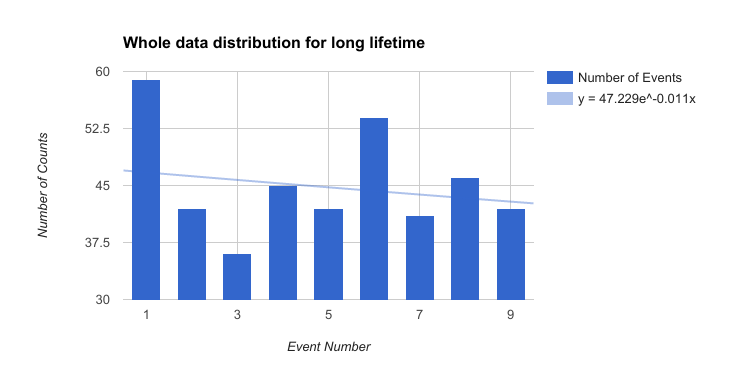 Whole data distribution for long lifetime
60
52.5
45
37.5
30
Number of Counts
1 3 5 7 9
Event Number
Number of Events
y = 47.229e^-0.011x